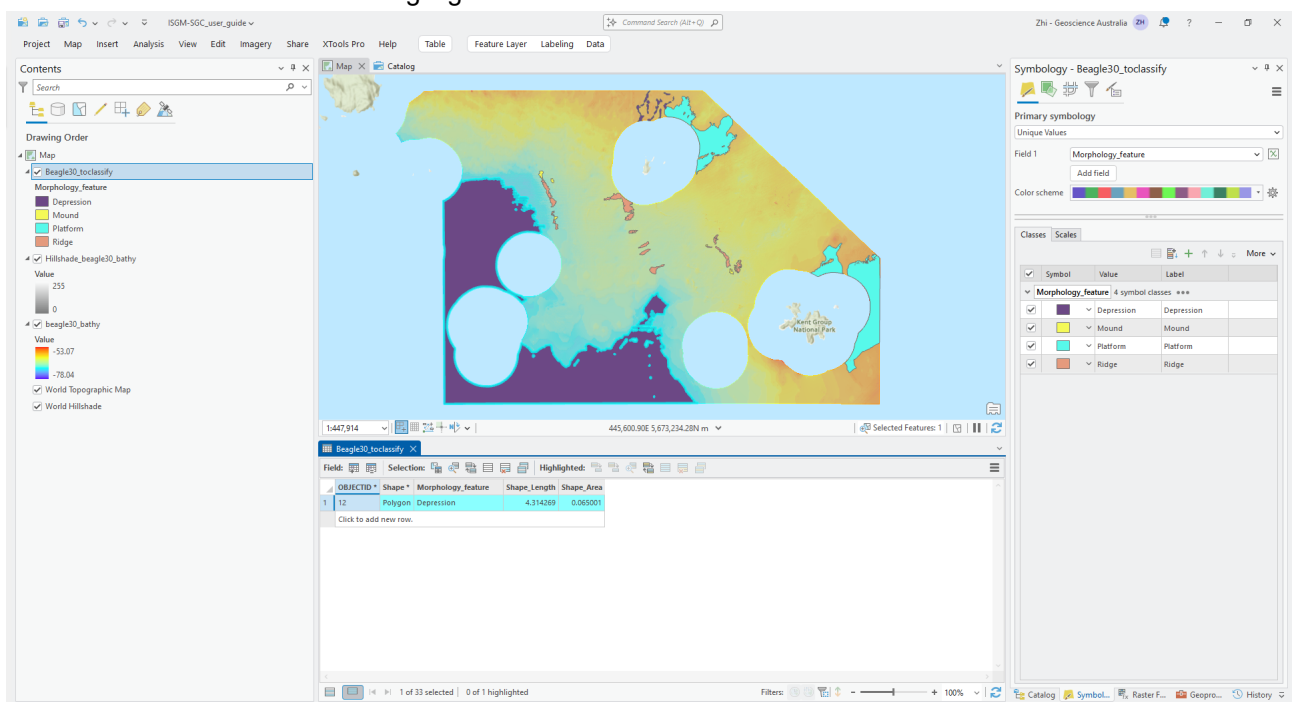 ISGM-SGC_user_guide
Command Search (Alt+Q)
Zhi - Geoscience Australia
ZH
?
Project Map Insert Analysis View Edit Imagery Share XTools Pro Help Table Feature Layer Labeling Data
Contents
Search
Drawing Order
Map
Beagle30_toclassify
Morphology_feature
Depression
Mound
Platform
Ridge
Hillshade_beagle30_bathy
Value
255
0
beagle30_bathy
Value
-53.07
-78.04
World Topographic Map
World Hillshade
Map Catalog
Kent Group
National Park
1:447,914
445,600.90E 5,673,234.28N m
Selected Features: 1
Beagle30_toclassify
Field: Selection: Highlighted:
OBJECTID * Shape * Morphology_feature Shape_Length Shape_Area
1 12 Polygon Depression 4.314269 0.065001
Click to add new row.
1 of 33 selected 0 of 1 highlighted
Filters:
- + 100%
Symbology - Beagle30_toclassify
Primary symbology
Unique Values
Field 1 Morphology_feature
Add field
Color scheme
Classes Scales
More
Symbol Value Label
Morphology_feature 4 symbol classes
Depression Depression
Mound Mound
Platform Platform
Ridge Ridge
Catalog Symbol... Raster F... Geopro... History